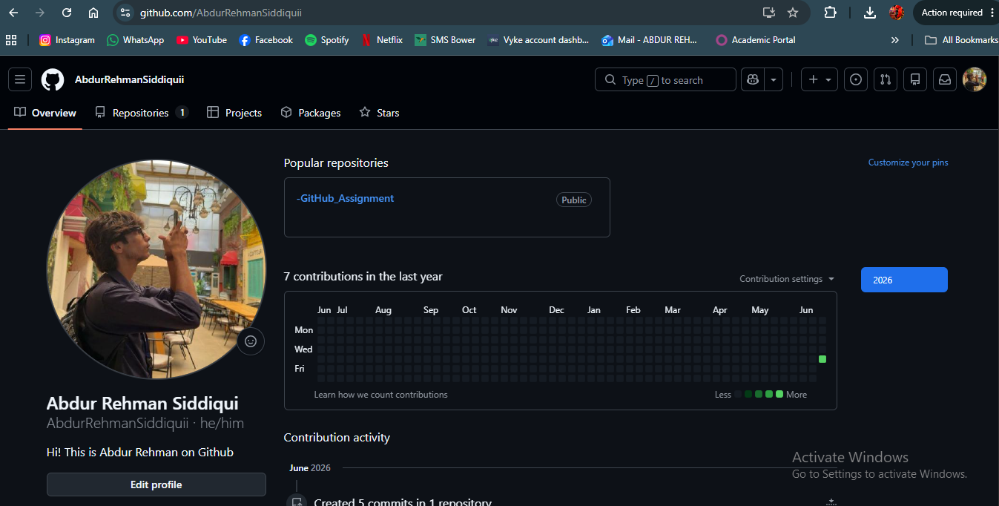 github.com/AbdurRehmanSiddiquii
Action required
Instagram
WhatsApp
YouTube
Facebook
Spotify
Netflix
SMS Bower
Vyke account dashb...
Mail - ABDUR REH...
Academic Portal
»
All Bookmarks
AbdurRehmanSiddiquii
Type / to search
Overview
Repositories 1
Projects
Packages
Stars
Popular repositories
Customize your pins
-GitHub_Assignment
Public
7 contributions in the last year
Contribution settings
2026
Jun Jul Aug Sep Oct Nov Dec Jan Feb Mar Apr May Jun
Mon
Wed
Fri
Learn how we count contributions
Less More
Abdur Rehman Siddiqui
AbdurRehmanSiddiquii · he/him
Hi! This is Abdur Rehman on Github
Edit profile
Contribution activity
June 2026
Created 5 commits in 1 repository
Activate Windows
Go to Settings to activate Windows.